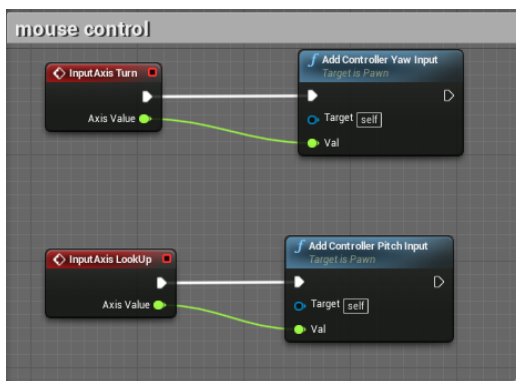 mouse control
InputAxis Turn
Axis Value
Add Controller Yaw Input
Target is Pawn
Target self
Val
InputAxis LookUp
Axis Value
Add Controller Pitch Input
Target is Pawn
Target self
Val